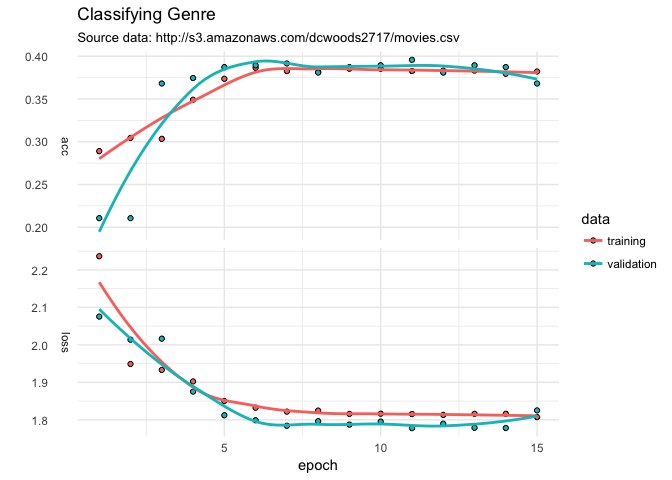 Classifying Genre
Source data: http://s3.amazonaws.com/dcwoods2717/movies.csv
0.40
0.35
0.30
0.25
0.20
acc
2.2
2.1
2.0
1.9
1.8
loss
5
10
15
epoch
data
training
validation